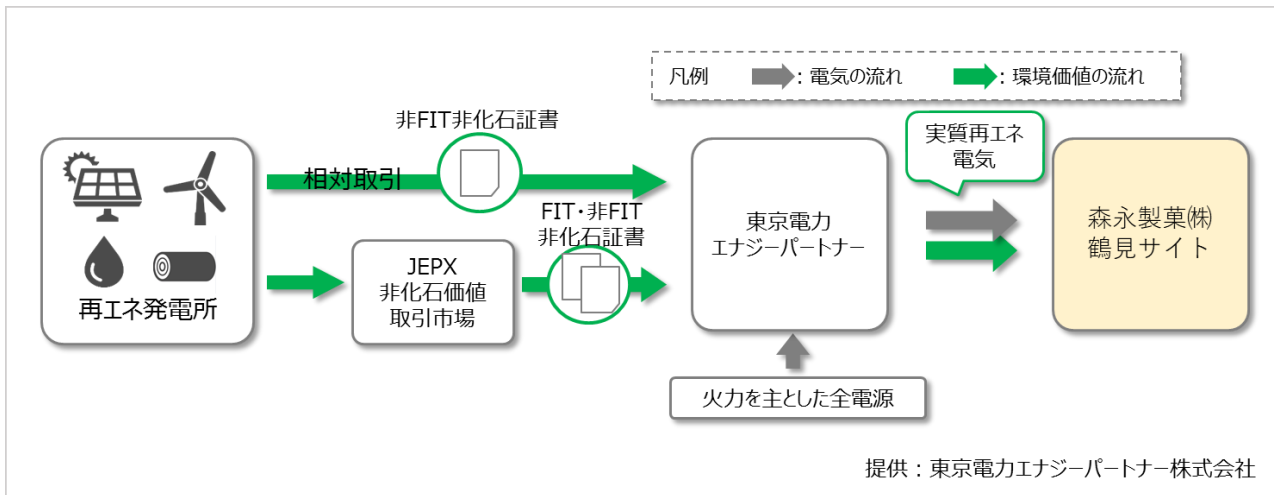 凡例
：電気の流れ
：環境価値の流れ
非FIT非化石証書
相対取引
FIT・非FIT
非化石証書
再エネ発電所
JEPX
非化石価値
取引市場
東京電力
エナジーパートナー
実質再エネ
電気
森永製菓㈱
鶴見サイト
火力を主とした全電源
提供：東京電力エナジーパートナー株式会社